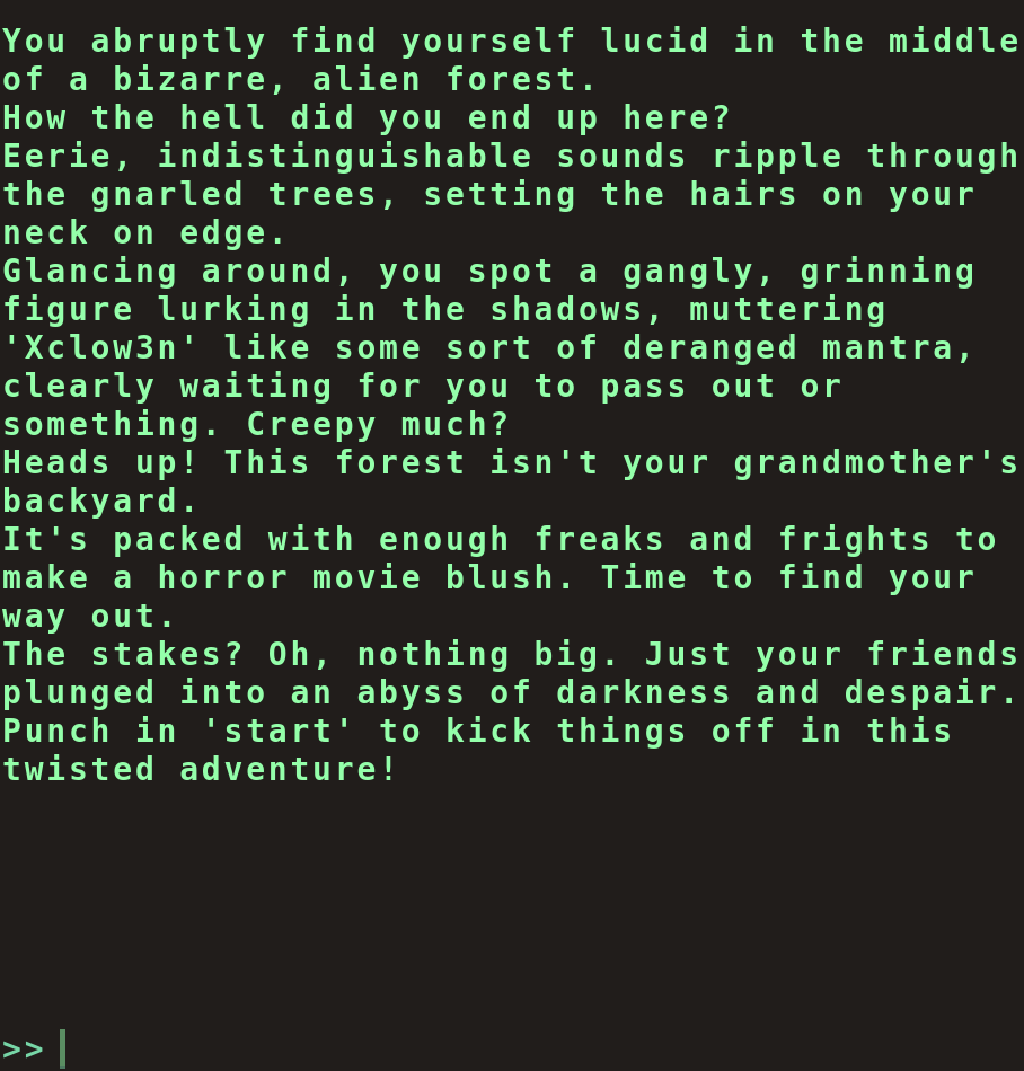 You abruptly find yourself lucid in the middle
of a bizarre, alien forest.
How the hell did you end up here?
Eerie, indistinguishable sounds ripple through
the gnarled trees, setting the hairs on your
neck on edge.
Glancing around, you spot a gangly, grinning
figure lurking in the shadows, muttering
'Xclow3n' like some sort of deranged mantra,
clearly waiting for you to pass out or
something. Creepy much?
Heads up! This forest isn't your grandmother's
backyard.
It's packed with enough freaks and frights to
make a horror movie blush. Time to find your
way out.
The stakes? Oh, nothing big. Just your friends
plunged into an abyss of darkness and despair.
Punch in 'start' to kick things off in this
twisted adventure!
>>